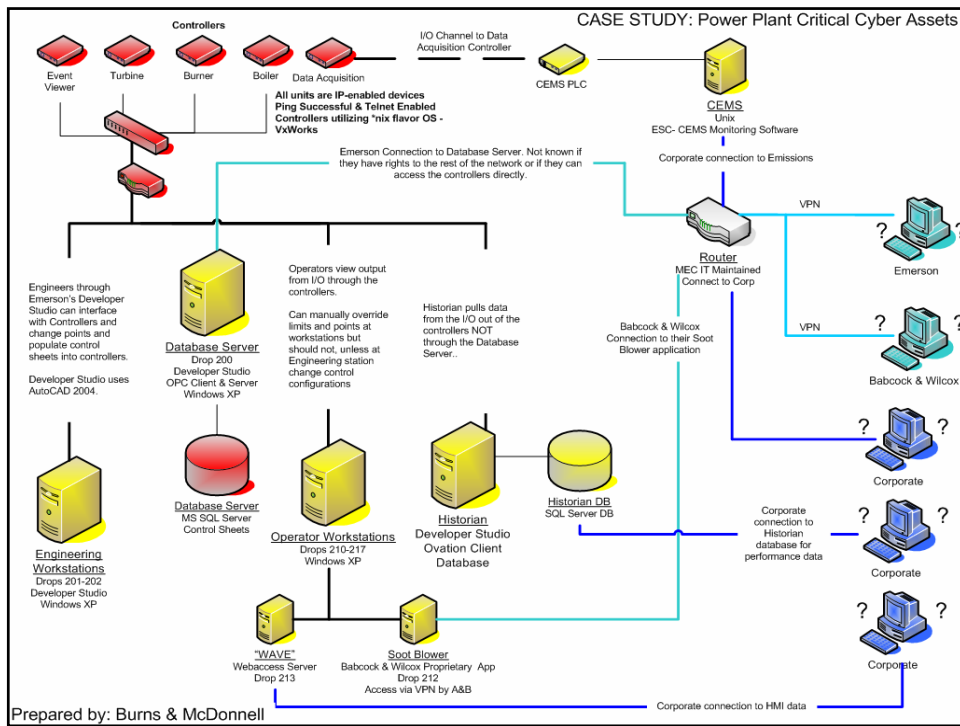 CASE STUDY: Power Plant Critical Cyber Assets
Controllers
Event
Viewer
Turbine
Burner
Boiler
Data Acquisition
I/O Channel to Data
Acquisition Controller
CEMS PLC
CEMS
Unix
ESC- CEMS Monitoring Software
All units are IP-enabled devices
Ping Successful & Telnet Enabled
Controllers utilizing *nix flavor OS -
VxWorks
Emerson Connection to Database Server. Not known if
they have rights to the rest of the network or if they can
access the controllers directly.
Corporate connection to Emissions
VPN
Router
MEC IT Maintained
Connect to Corp
? ?
Emerson
VPN
? ?
Babcock & Wilcox
Engineers through
Emerson's Developer
Studio can interface
with Controllers and
change points and
populate control
sheets into controllers.
Developer Studio uses
AutoCAD 2004.
Database Server
Drop 200
Developer Studio
OPC Client & Server
Windows XP
Operators view output
from I/O through the
controllers.
Can manually override
limits and points at
workstations but
should not, unless at
Engineering station
change control
configurations
Historian pulls data
from the I/O out of the
controllers NOT
through the Database
Server..
Babcock & Wilcox
Connection to their Soot
Blower application
? ?
Corporate
Database Server
MS SQL Server
Control Sheets
Engineering
Workstations
Drops 201-202
Developer Studio
Windows XP
Operator Workstations
Drops 210-217
Windows XP
Historian
Developer Studio
Ovation Client
Database
Historian DB
SQL Server DB
Corporate
connection to
Historian
database for
performance data
? ?
Corporate
"WAVE"
Webaccess Server
Drop 213
Soot Blower
Babcock & Wilcox Proprietary App
Drop 212
Access via VPN by A&B
? ?
Corporate
Corporate connection to HMI data
Prepared by: Burns & McDonnell